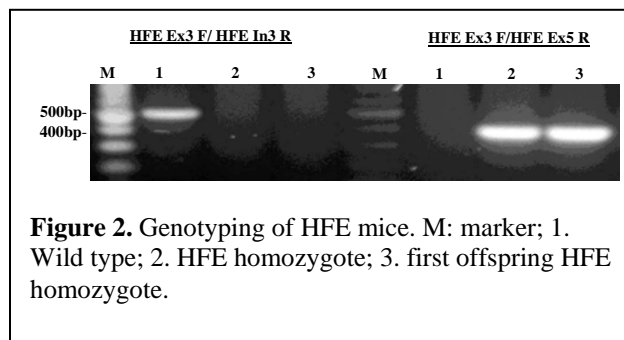 HFE Ex3 F/ HFE In3 R HFE Ex3 F/HFE Ex5 R
M 1 2 3 M 1 2 3
500bp-
400bp-
Figure 2. Genotyping of HFE mice. M: marker; 1.
Wild type; 2. HFE homozygote; 3. first offspring HFE
homozygote.